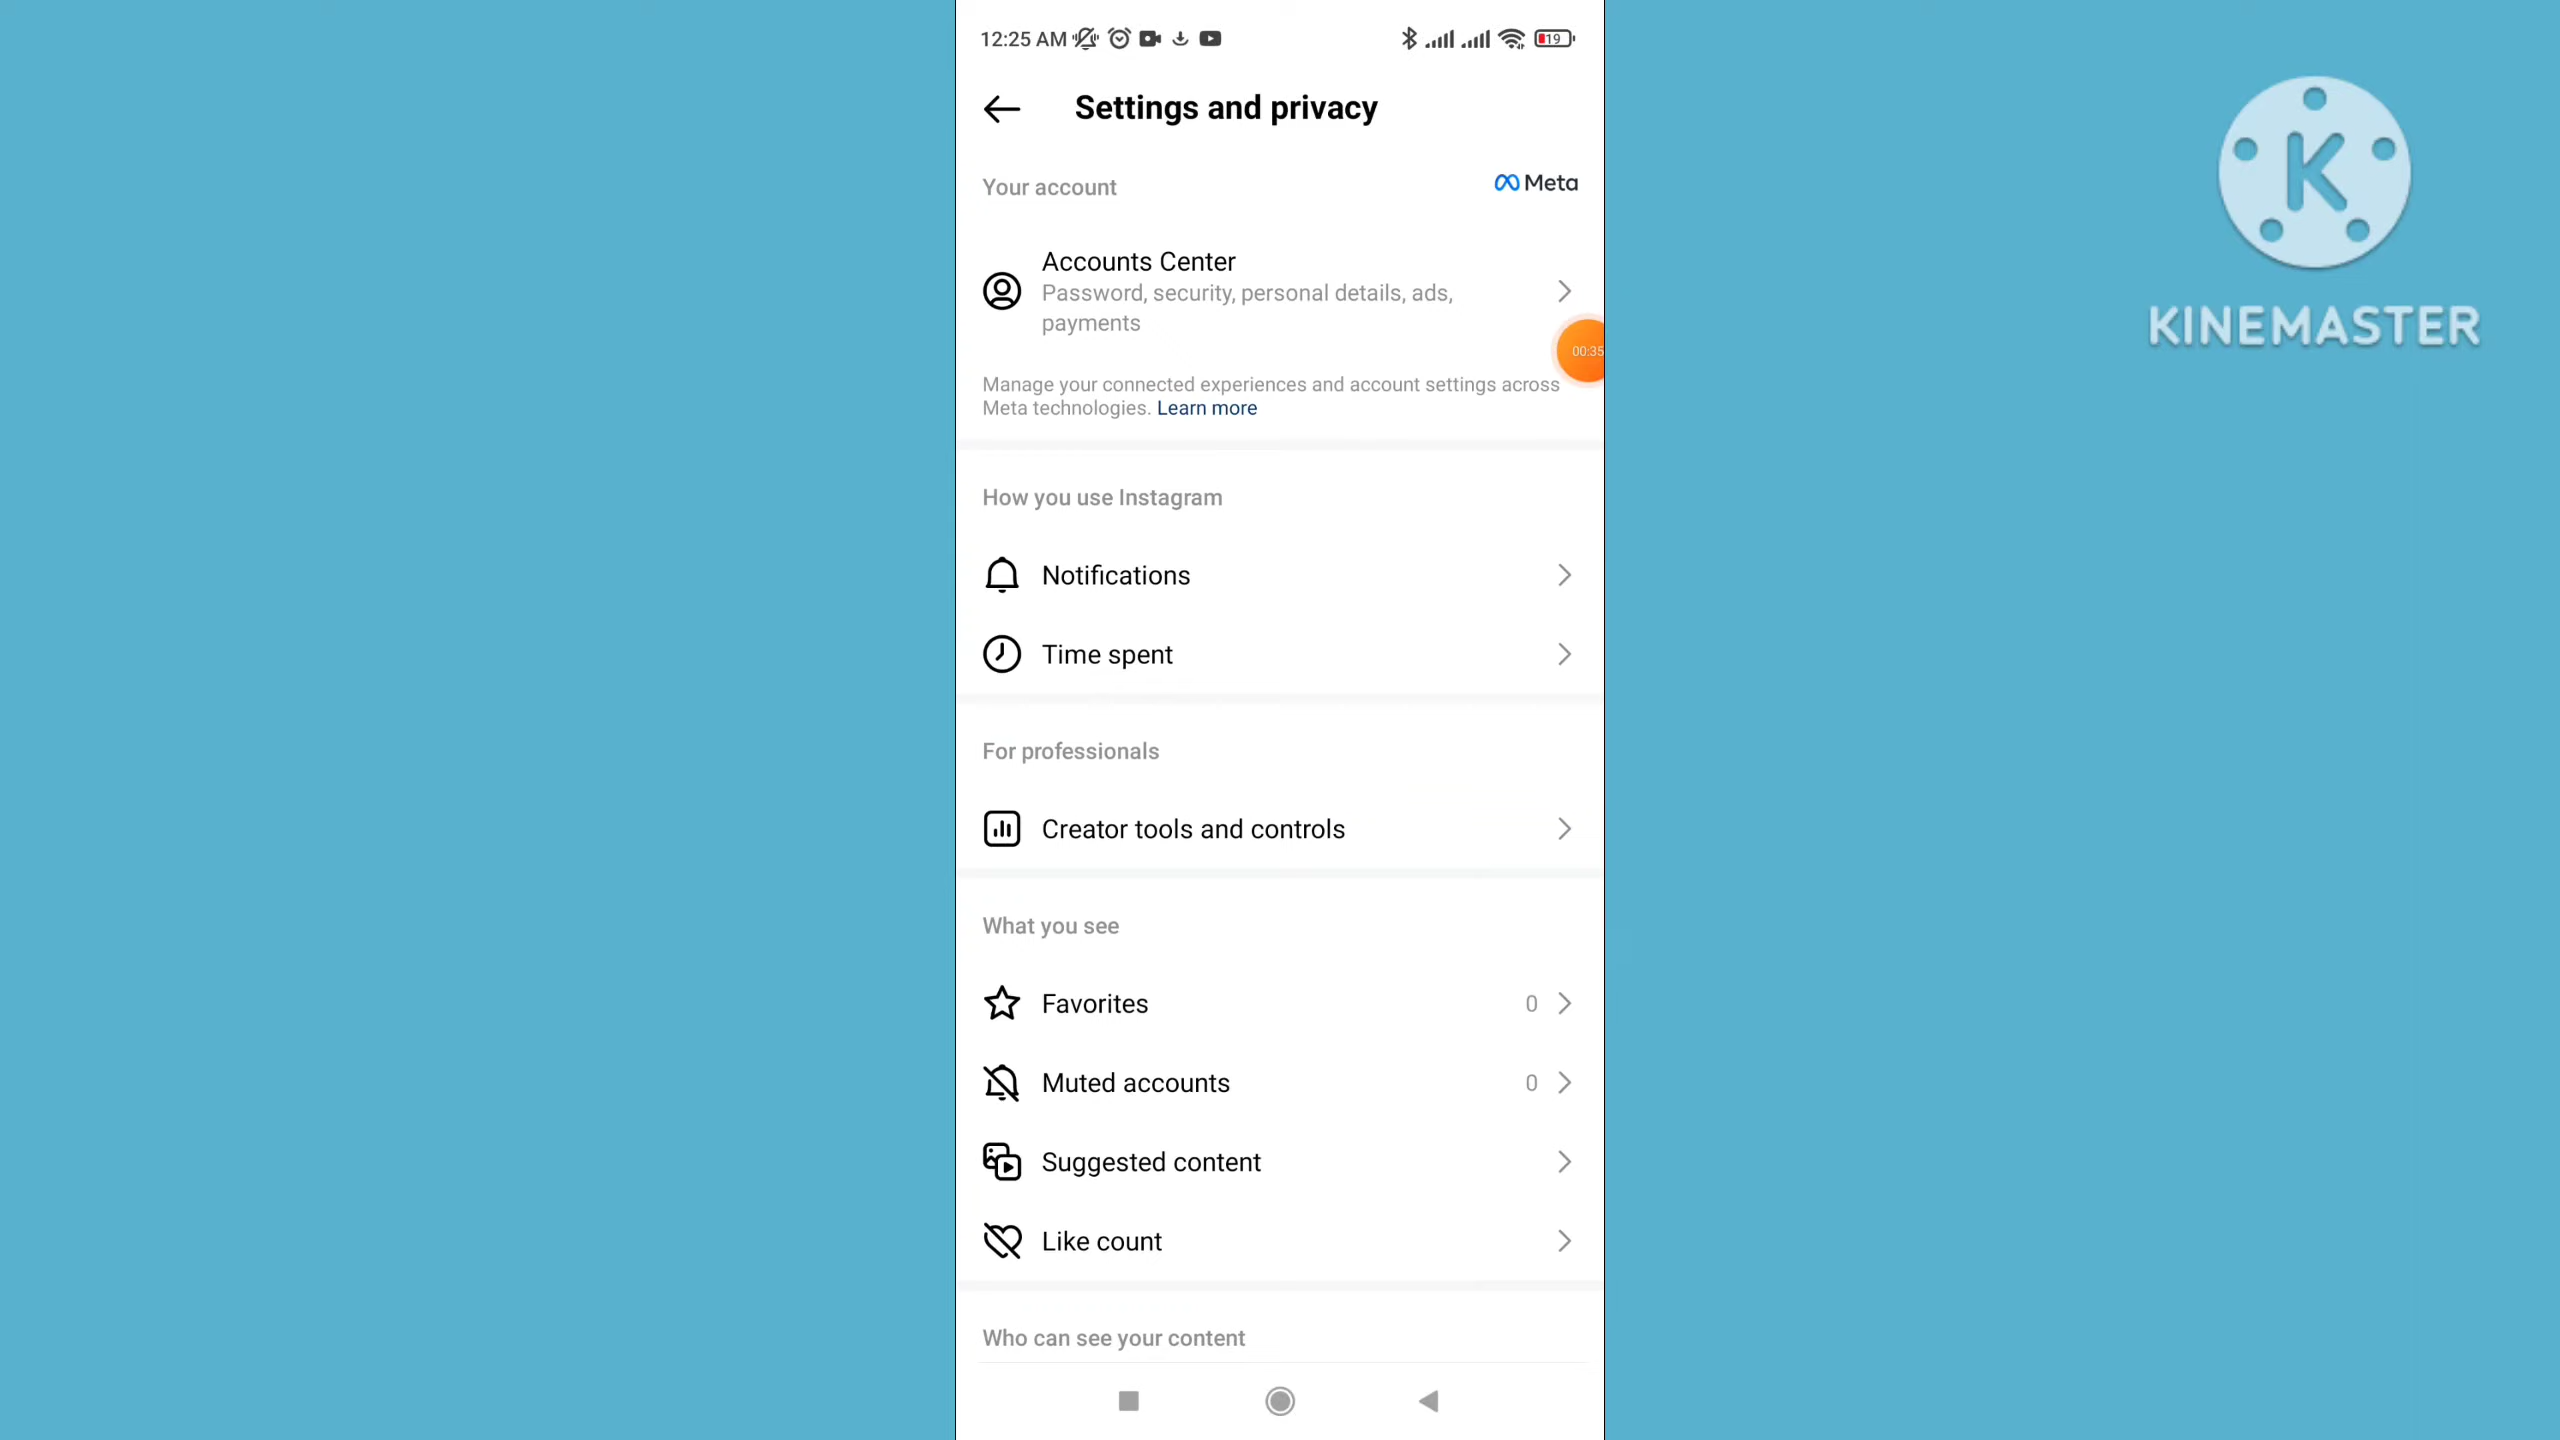 12:25 AM
19
Settings and privacy
Your account
Meta
Accounts Center
Password, security, personal details, ads,
payments
00:35
Manage your connected experiences and account settings across
Meta technologies. Learn more
How you use Instagram
Notifications
Time spent
For professionals
Creator tools and controls
What you see
Favorites 0
Muted accounts 0
Suggested content
Like count
Who can see your content
K
KINEMASTER